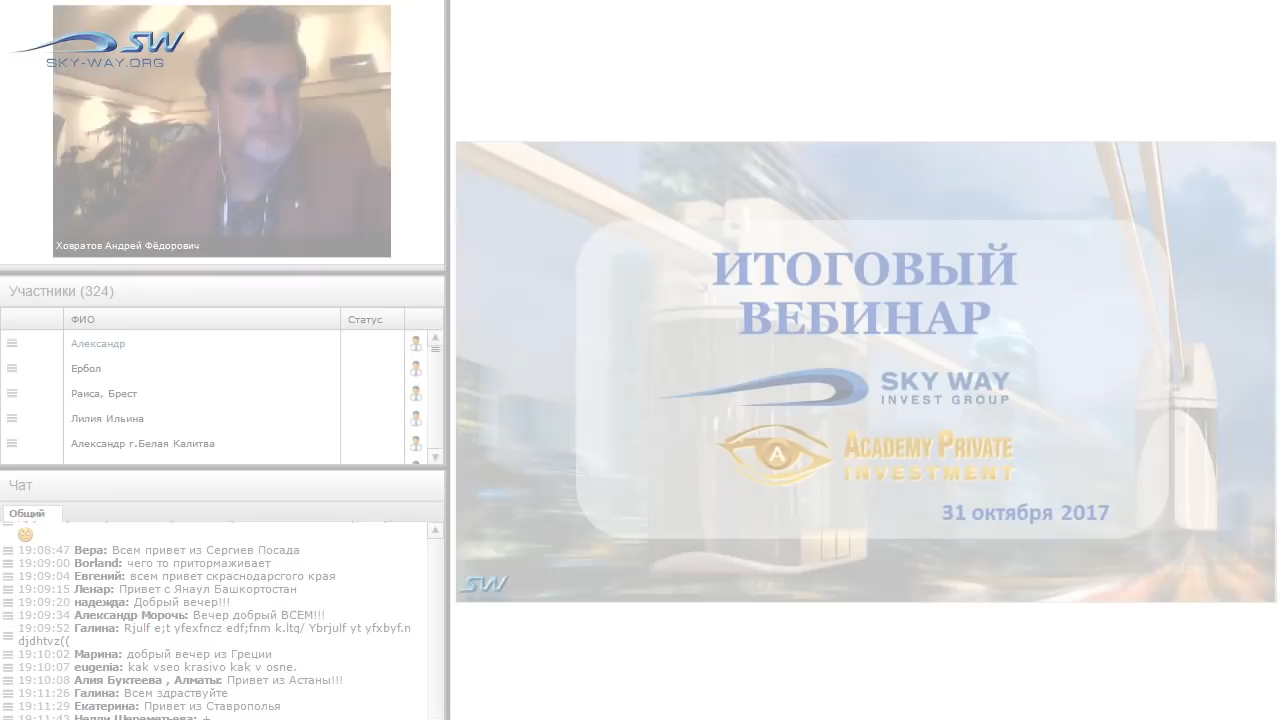 SW
SKY-WAY.ORG
Ховратов Андрей Фёдорович
Участники (324)
ФИО
Статус
Александр
Ербол
Раиса, Брест
Лилия Ильина
Александр г.Белая Калитва
Чат
Общий
19:08:47 Вера: Всем привет из Сергиев Посада
19:09:00 Borland: чего то притормаживает
19:09:04 Евгений: всем привет скраснодарсгого края
19:09:15 Ленар: Привет с Янаул Башкортостан
19:09:20 надежда: Добрый вечер!!!
19:09:34 Александр Морочь: Вечер добрый ВСЕМ!!!
19:09:52 Галина: Rjulf e;t yfexfncz edf;fnm k.ltq/ Ybrjulf yt yfxbyf.n
djdhtvz((
19:10:02 Марина: добрый вечер из Греции
19:10:07 eugenia: kak vseo krasivo kak v osne.
19:10:08 Алия Буктеева , Алматы: Привет из Астаны!!!
19:11:26 Галина: Всем здраствуйте
19:11:29 Екатерина: Привет из Ставрополья
19:11:43 Нелли Шереметьева: +
ИТОГОВЫЙ
ВЕБИНАР
SKY WAY
INVEST GROUP
A
ACADEMY PRIVATE
INVESTMENT
31 октября 2017
SW